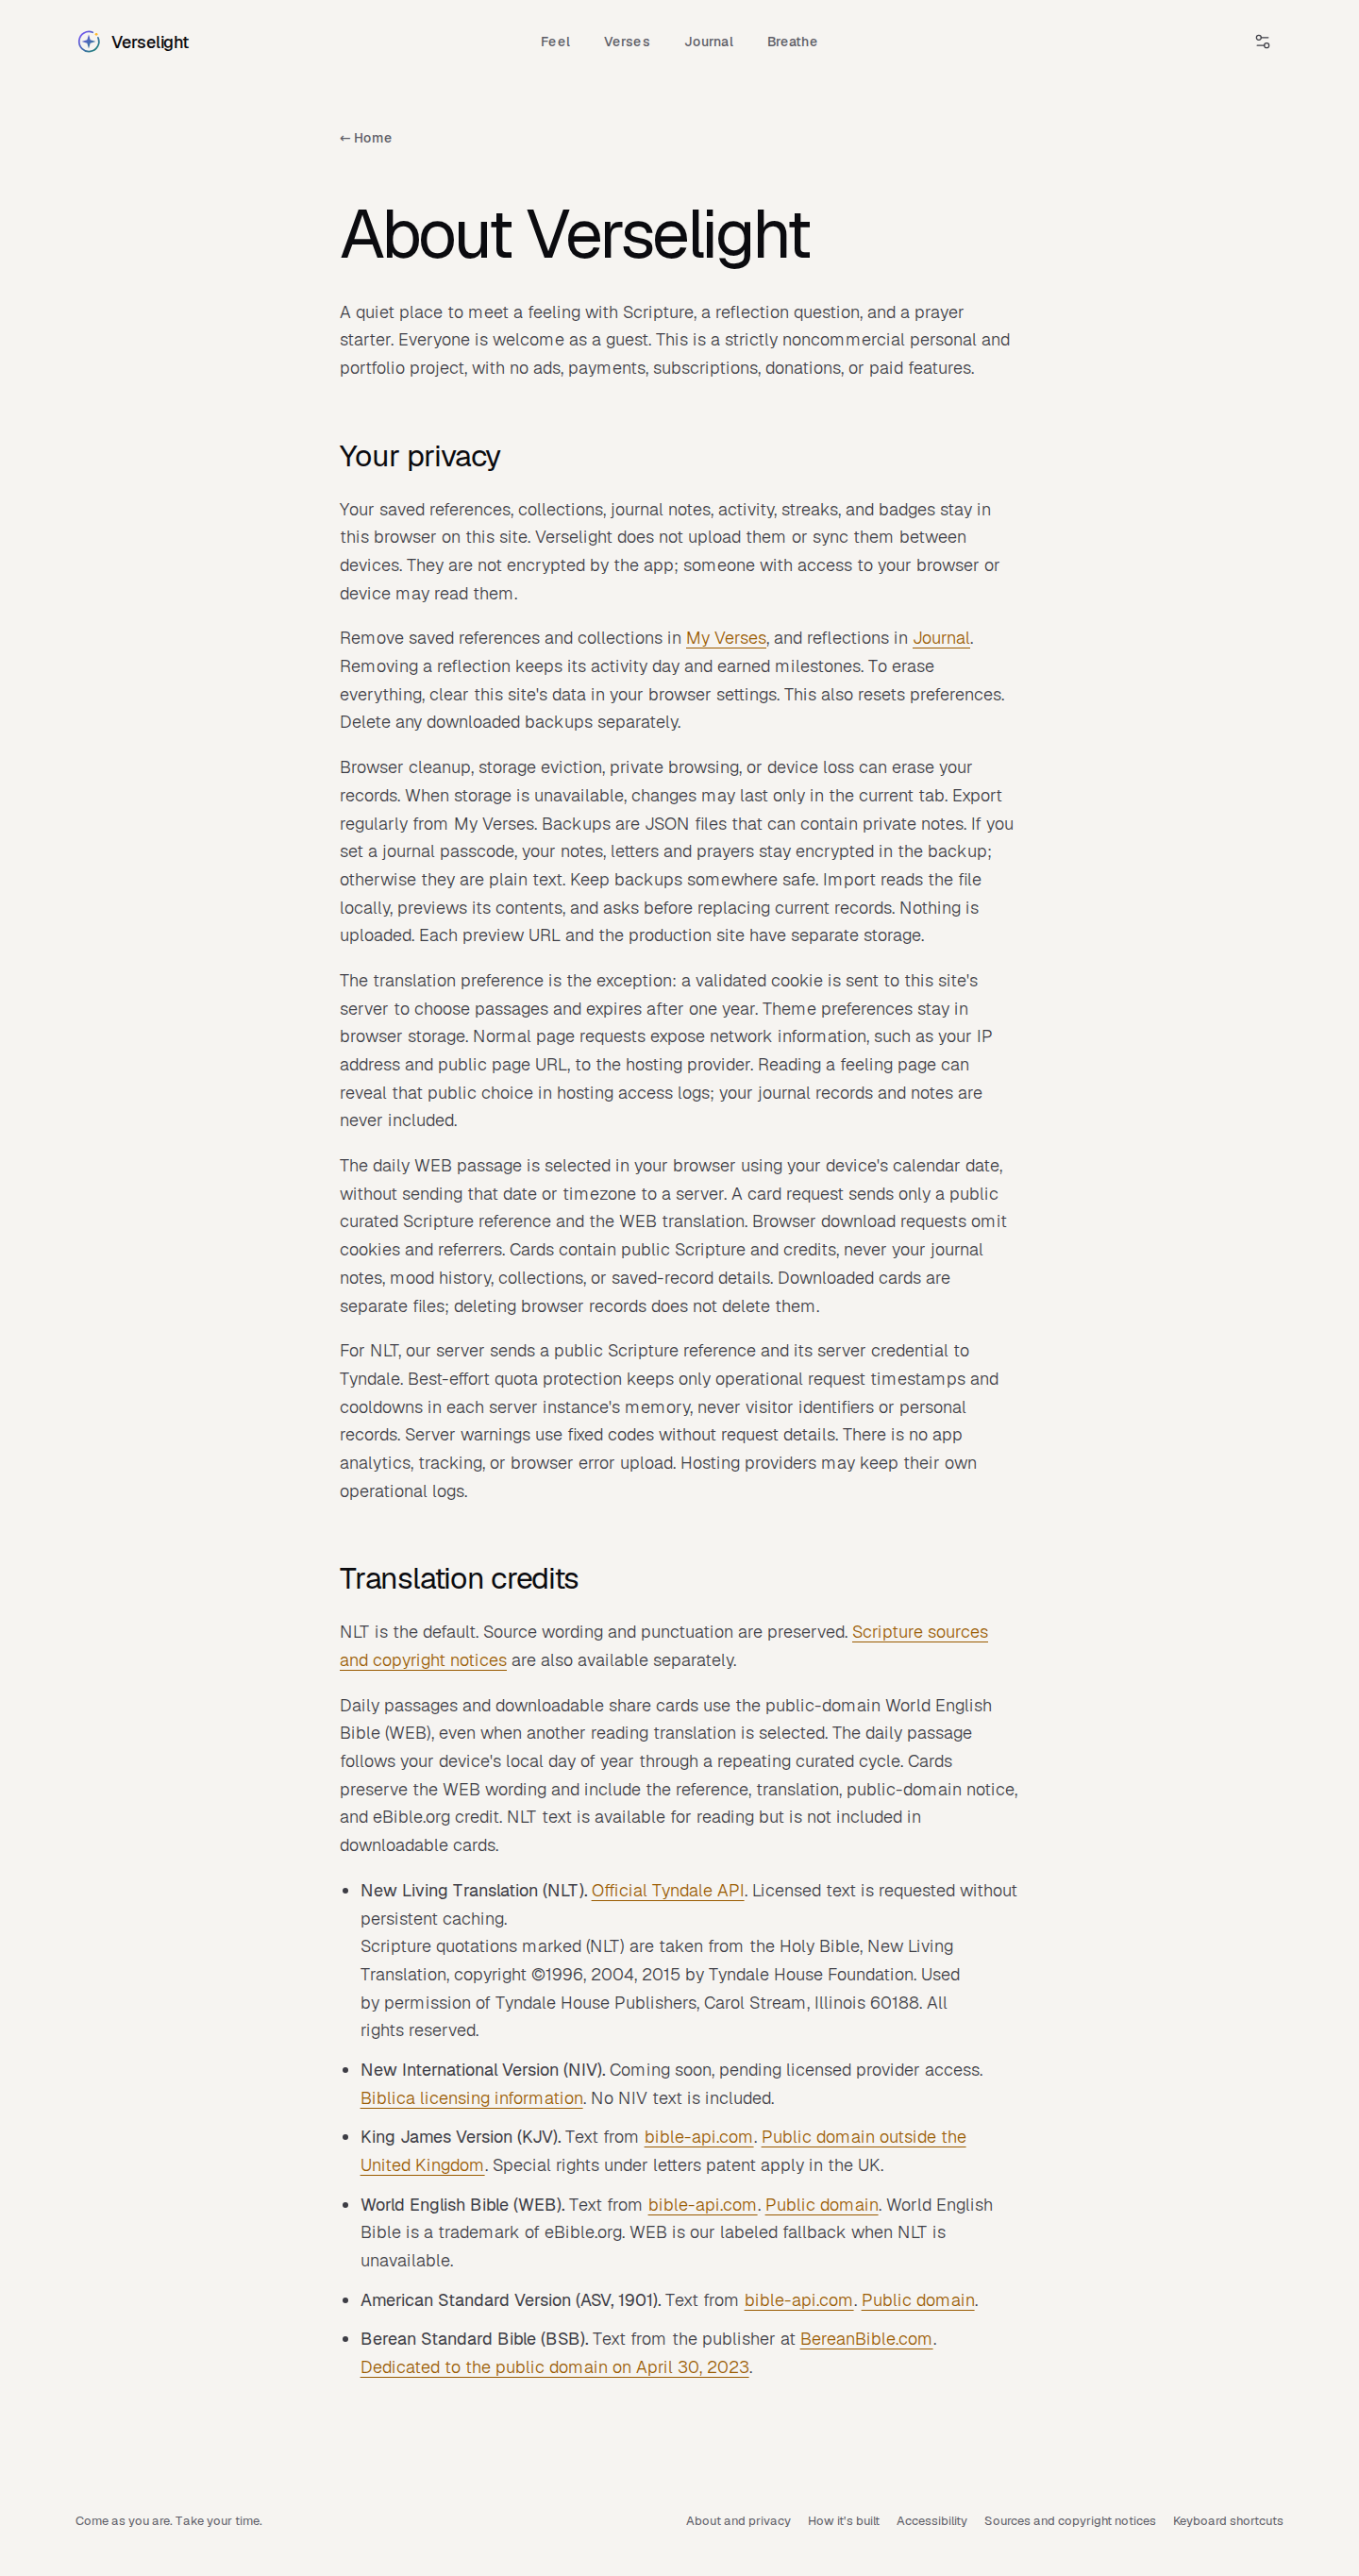 Verselight
Feel
Verses
Journal
Breathe
← Home
About Verselight
A quiet place to meet a feeling with Scripture, a reflection question, and a prayer
starter. Everyone is welcome as a guest. This is a strictly noncommercial personal and
portfolio project, with no ads, payments, subscriptions, donations, or paid features.
Your privacy
Your saved references, collections, journal notes, activity, streaks, and badges stay in
this browser on this site. Verselight does not upload them or sync them between
devices. They are not encrypted by the app; someone with access to your browser or
device may read them.
Remove saved references and collections in My Verses, and reflections in Journal.
Removing a reflection keeps its activity day and earned milestones. To erase
everything, clear this site's data in your browser settings. This also resets preferences.
Delete any downloaded backups separately.
Browser cleanup, storage eviction, private browsing, or device loss can erase your
records. When storage is unavailable, changes may last only in the current tab. Export
regularly from My Verses. Backups are JSON files that can contain private notes. If you
set a journal passcode, your notes, letters and prayers stay encrypted in the backup;
otherwise they are plain text. Keep backups somewhere safe. Import reads the file
locally, previews its contents, and asks before replacing current records. Nothing is
uploaded. Each preview URL and the production site have separate storage.
The translation preference is the exception: a validated cookie is sent to this site's
server to choose passages and expires after one year. Theme preferences stay in
browser storage. Normal page requests expose network information, such as your IP
address and public page URL, to the hosting provider. Reading a feeling page can
reveal that public choice in hosting access logs; your journal records and notes are
never included.
The daily WEB passage is selected in your browser using your device's calendar date,
without sending that date or timezone to a server. A card request sends only a public
curated Scripture reference and the WEB translation. Browser download requests omit
cookies and referrers. Cards contain public Scripture and credits, never your journal
notes, mood history, collections, or saved-record details. Downloaded cards are
separate files; deleting browser records does not delete them.
For NLT, our server sends a public Scripture reference and its server credential to
Tyndale. Best-effort quota protection keeps only operational request timestamps and
cooldowns in each server instance's memory, never visitor identifiers or personal
records. Server warnings use fixed codes without request details. There is no app
analytics, tracking, or browser error upload. Hosting providers may keep their own
operational logs.
Translation credits
NLT is the default. Source wording and punctuation are preserved. Scripture sources
and copyright notices are also available separately.
Daily passages and downloadable share cards use the public-domain World English
Bible (WEB), even when another reading translation is selected. The daily passage
follows your device's local day of year through a repeating curated cycle. Cards
preserve the WEB wording and include the reference, translation, public-domain notice,
and eBible.org credit. NLT text is available for reading but is not included in
downloadable cards.
• New Living Translation (NLT). Official Tyndale API. Licensed text is requested without
persistent caching.
Scripture quotations marked (NLT) are taken from the Holy Bible, New Living
Translation, copyright ©1996, 2004, 2015 by Tyndale House Foundation. Used
by permission of Tyndale House Publishers, Carol Stream, Illinois 60188. All
rights reserved.
• New International Version (NIV). Coming soon, pending licensed provider access.
Biblica licensing information. No NIV text is included.
• King James Version (KJV). Text from bible-api.com. Public domain outside the
United Kingdom. Special rights under letters patent apply in the UK.
• World English Bible (WEB). Text from bible-api.com. Public domain. World English
Bible is a trademark of eBible.org. WEB is our labeled fallback when NLT is
unavailable.
• American Standard Version (ASV, 1901). Text from bible-api.com. Public domain.
• Berean Standard Bible (BSB). Text from the publisher at BereanBible.com.
Dedicated to the public domain on April 30, 2023.
Come as you are. Take your time.
About and privacy
How it's built
Accessibility
Sources and copyright notices
Keyboard shortcuts